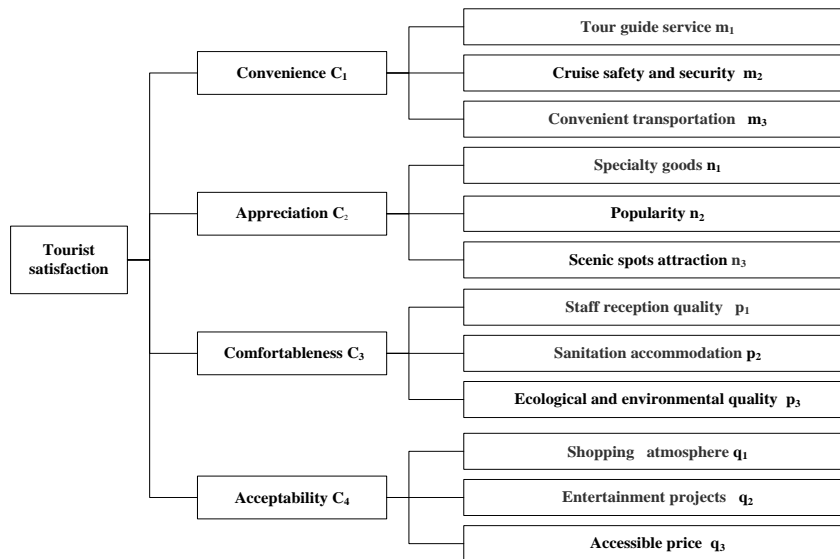 Tour guide service m₁
Convenience C₁
Cruise safety and security m₂
Convenient transportation m₃
Specialty goods n₁
Appreciation C₂
Popularity n₂
Tourist
satisfaction
Scenic spots attraction n₃
Staff reception quality p₁
Comfortableness C₃
Sanitation accommodation p₂
Ecological and environmental quality p₃
Shopping atmosphere q₁
Acceptability C₄
Entertainment projects q₂
Accessible price q₃